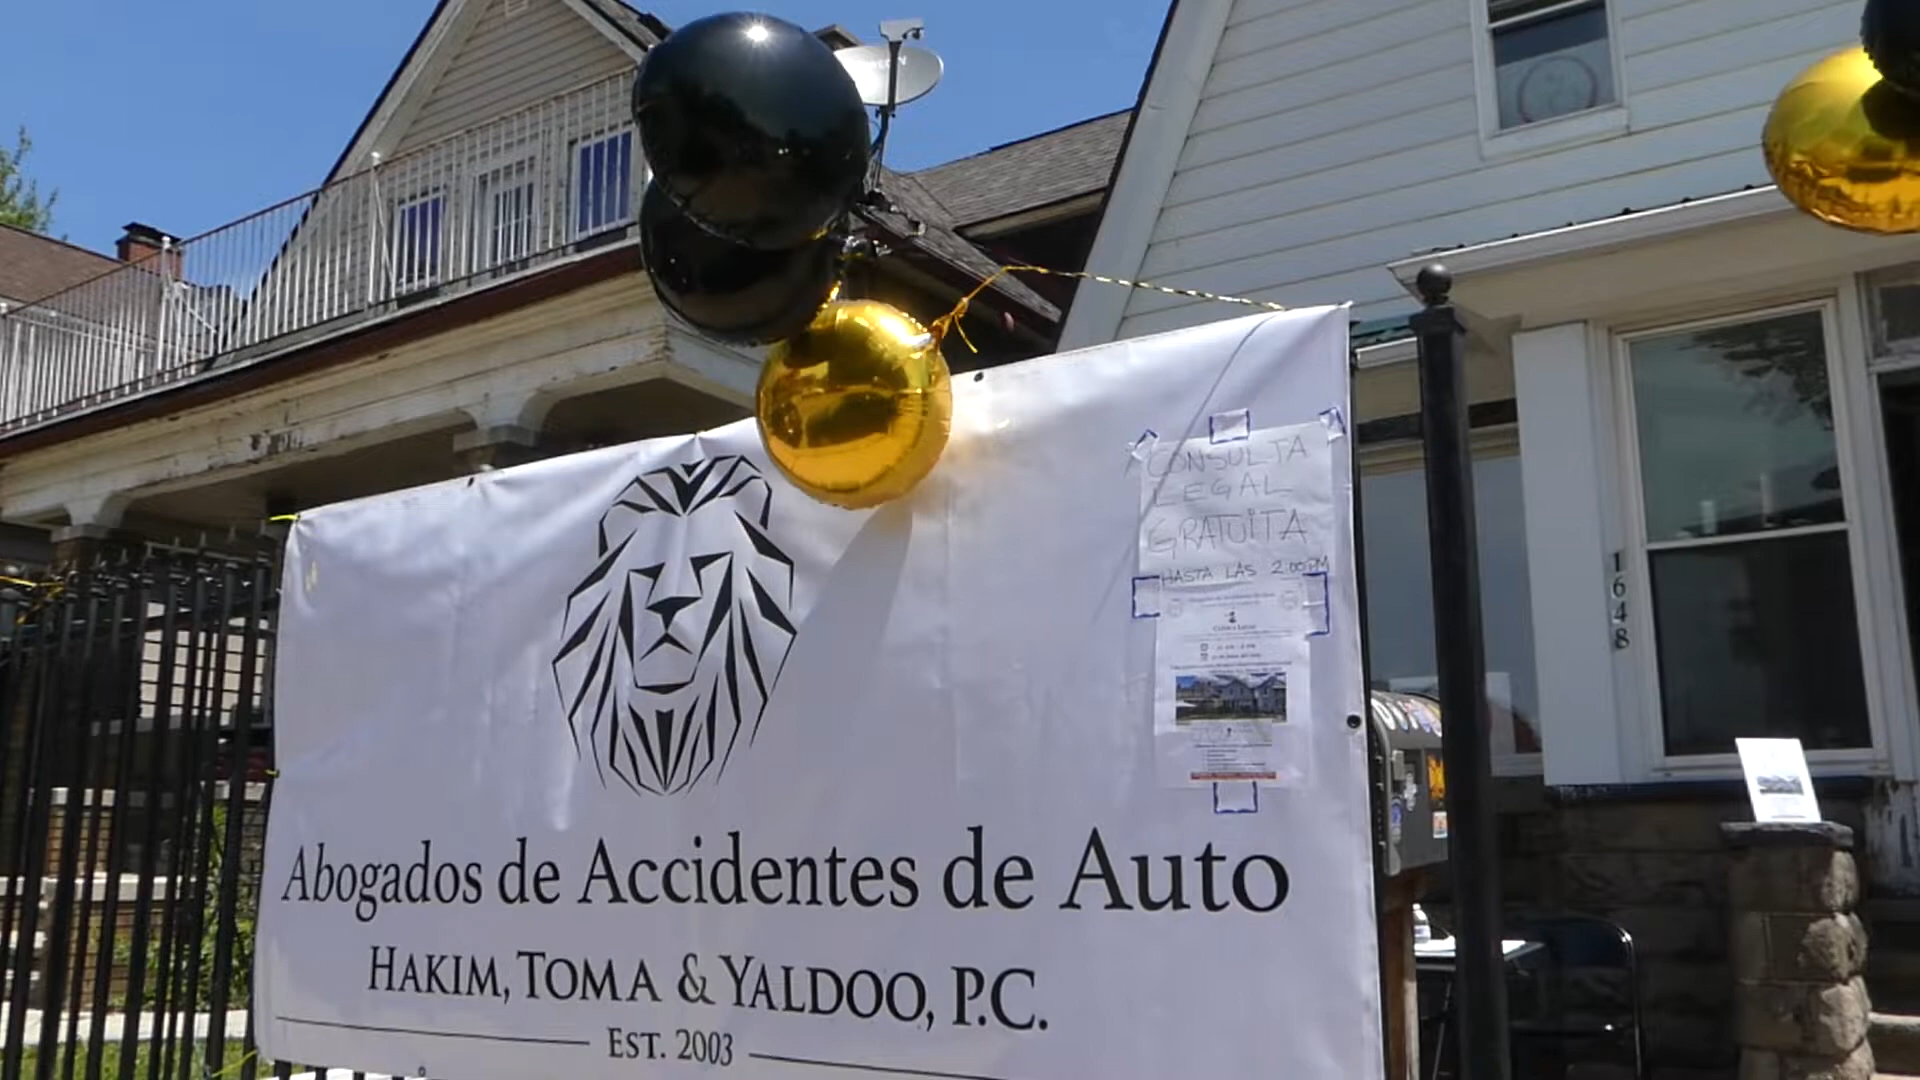 CONSULTA
LEGAL
GRATUITA
HASTA LAS 2:00PM
1648
Abogados de Accidentes de Auto
HAKIM, TOMA & YALDOO, P.C.
EST. 2003